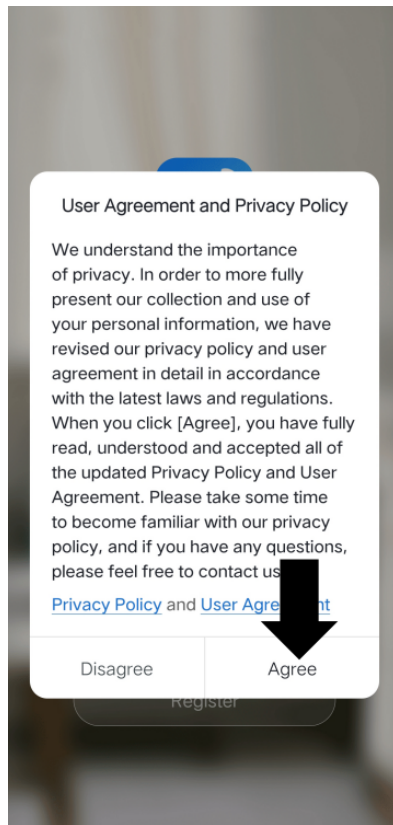 User Agreement and Privacy Policy
We understand the importance
of privacy. In order to more fully
present our collection and use of
your personal information, we have
revised our privacy policy and user
agreement in detail in accordance
with the latest laws and regulations.
When you click [Agree], you have fully
read, understood and accepted all of
the updated Privacy Policy and User
Agreement. Please take some time
to become familiar with our privacy
policy, and if you have any questions,
please feel free to contact us
Privacy Policy and User
Disagree
Agree
Register